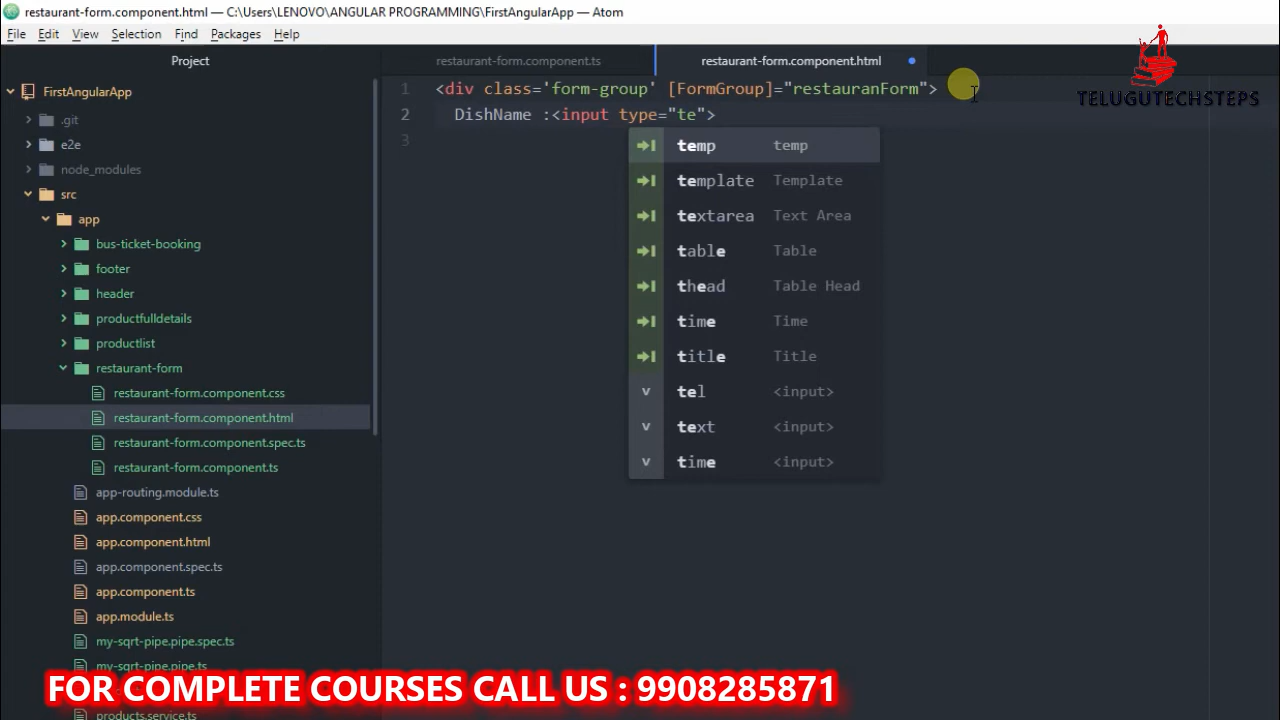 restaurant-form.component.html — C:\Users\LENOVO\ANGULAR PROGRAMMING\FirstAngularApp — Atom
File Edit View Selection Find Packages Help
Project
restaurant-form.component.ts
restaurant-form.component.html
TELUGUTECHSTEPS
FirstAngularApp
.git
e2e
node_modules
src
app
bus-ticket-booking
footer
header
productfulldetails
productlist
restaurant-form
restaurant-form.component.css
restaurant-form.component.html
restaurant-form.component.spec.ts
restaurant-form.component.ts
app-routing.module.ts
app.component.css
app.component.html
app.component.spec.ts
app.component.ts
app.module.ts
my-sqrt-pipe.pipe.spec.ts
my-sqrt-pipe.pipe.ts
products.service.ts
1 <div class='form-group' [FormGroup]="restauranForm">
2 DishName :<input type="te">
3
temp temp
template Template
textarea Text Area
table Table
thead Table Head
time Time
title Title
v tel <input>
v text <input>
v time <input>
FOR COMPLETE COURSES CALL US : 9908285871